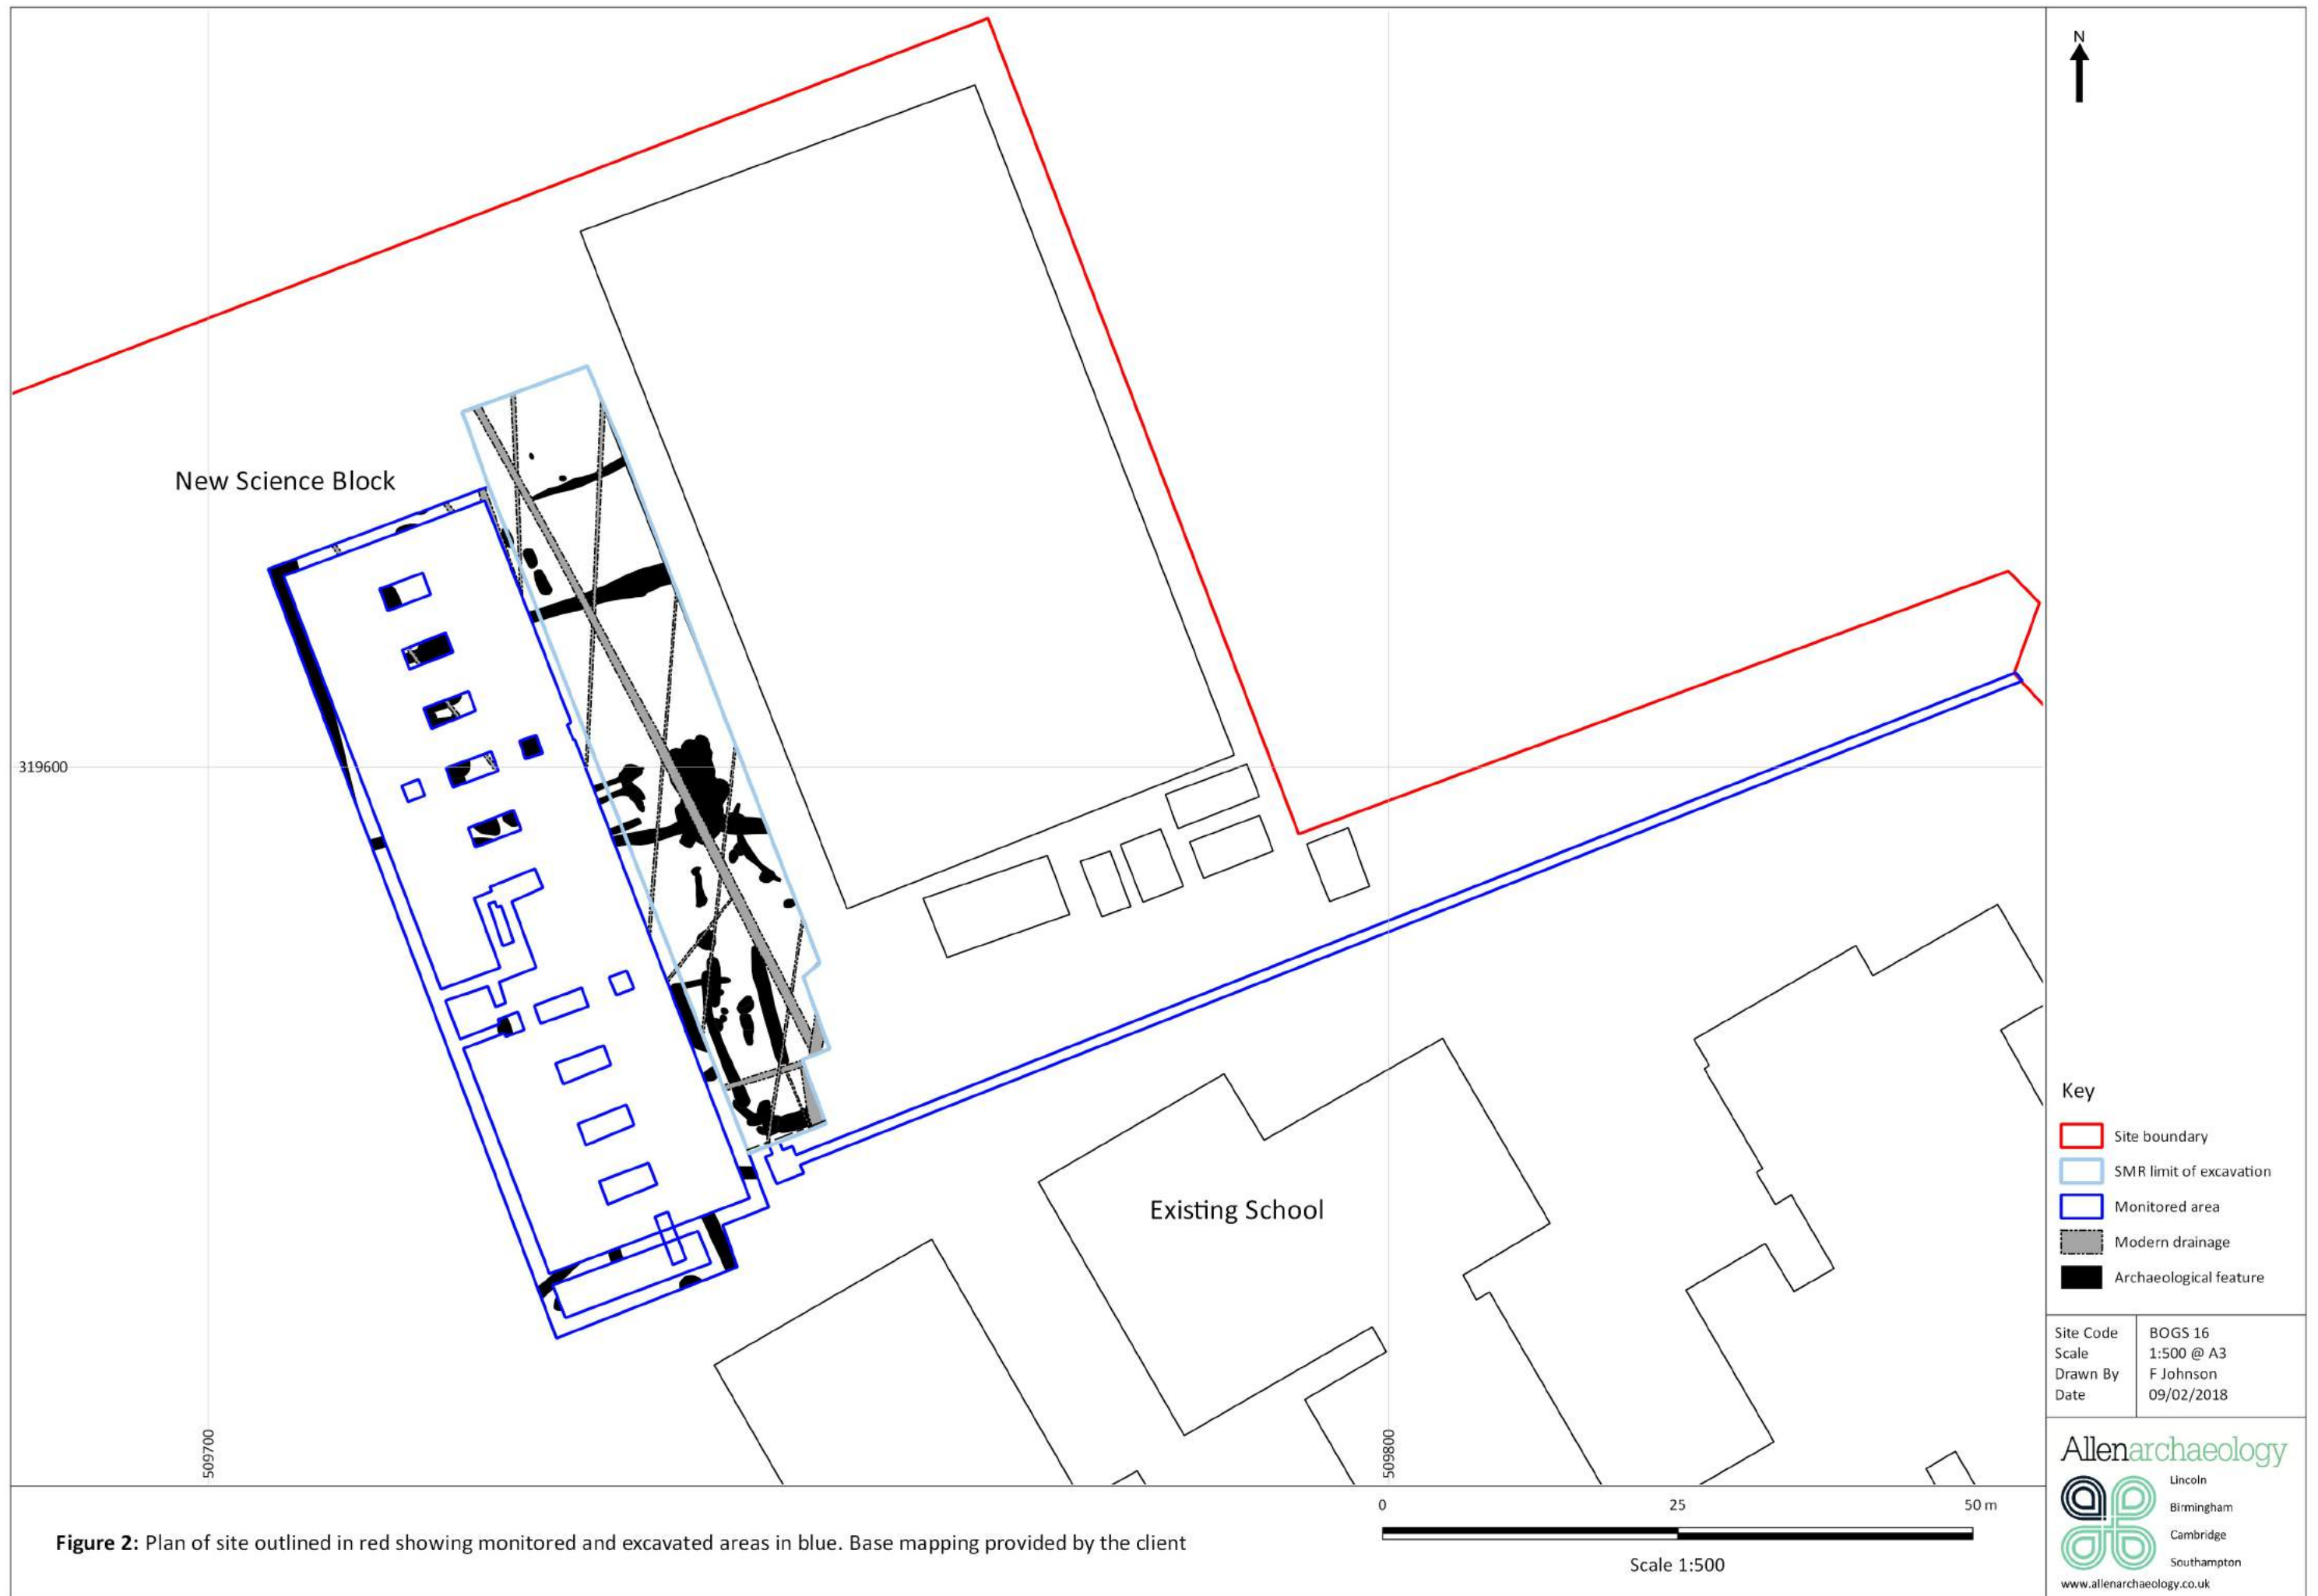 N
New Science Block
319600
Existing School
509700
509800
Key
Site boundary
SMR limit of excavation
Monitored area
Modern drainage
Archaeological feature
Site Code BOGS 16
Scale 1:500 @ A3
Drawn By F Johnson
Date 09/02/2018
Allenarchaeology
Lincoln
Birmingham
Cambridge
Southampton
www.allenarchaeology.co.uk
0 25 50 m
Scale 1:500
Figure 2: Plan of site outlined in red showing monitored and excavated areas in blue. Base mapping provided by the client